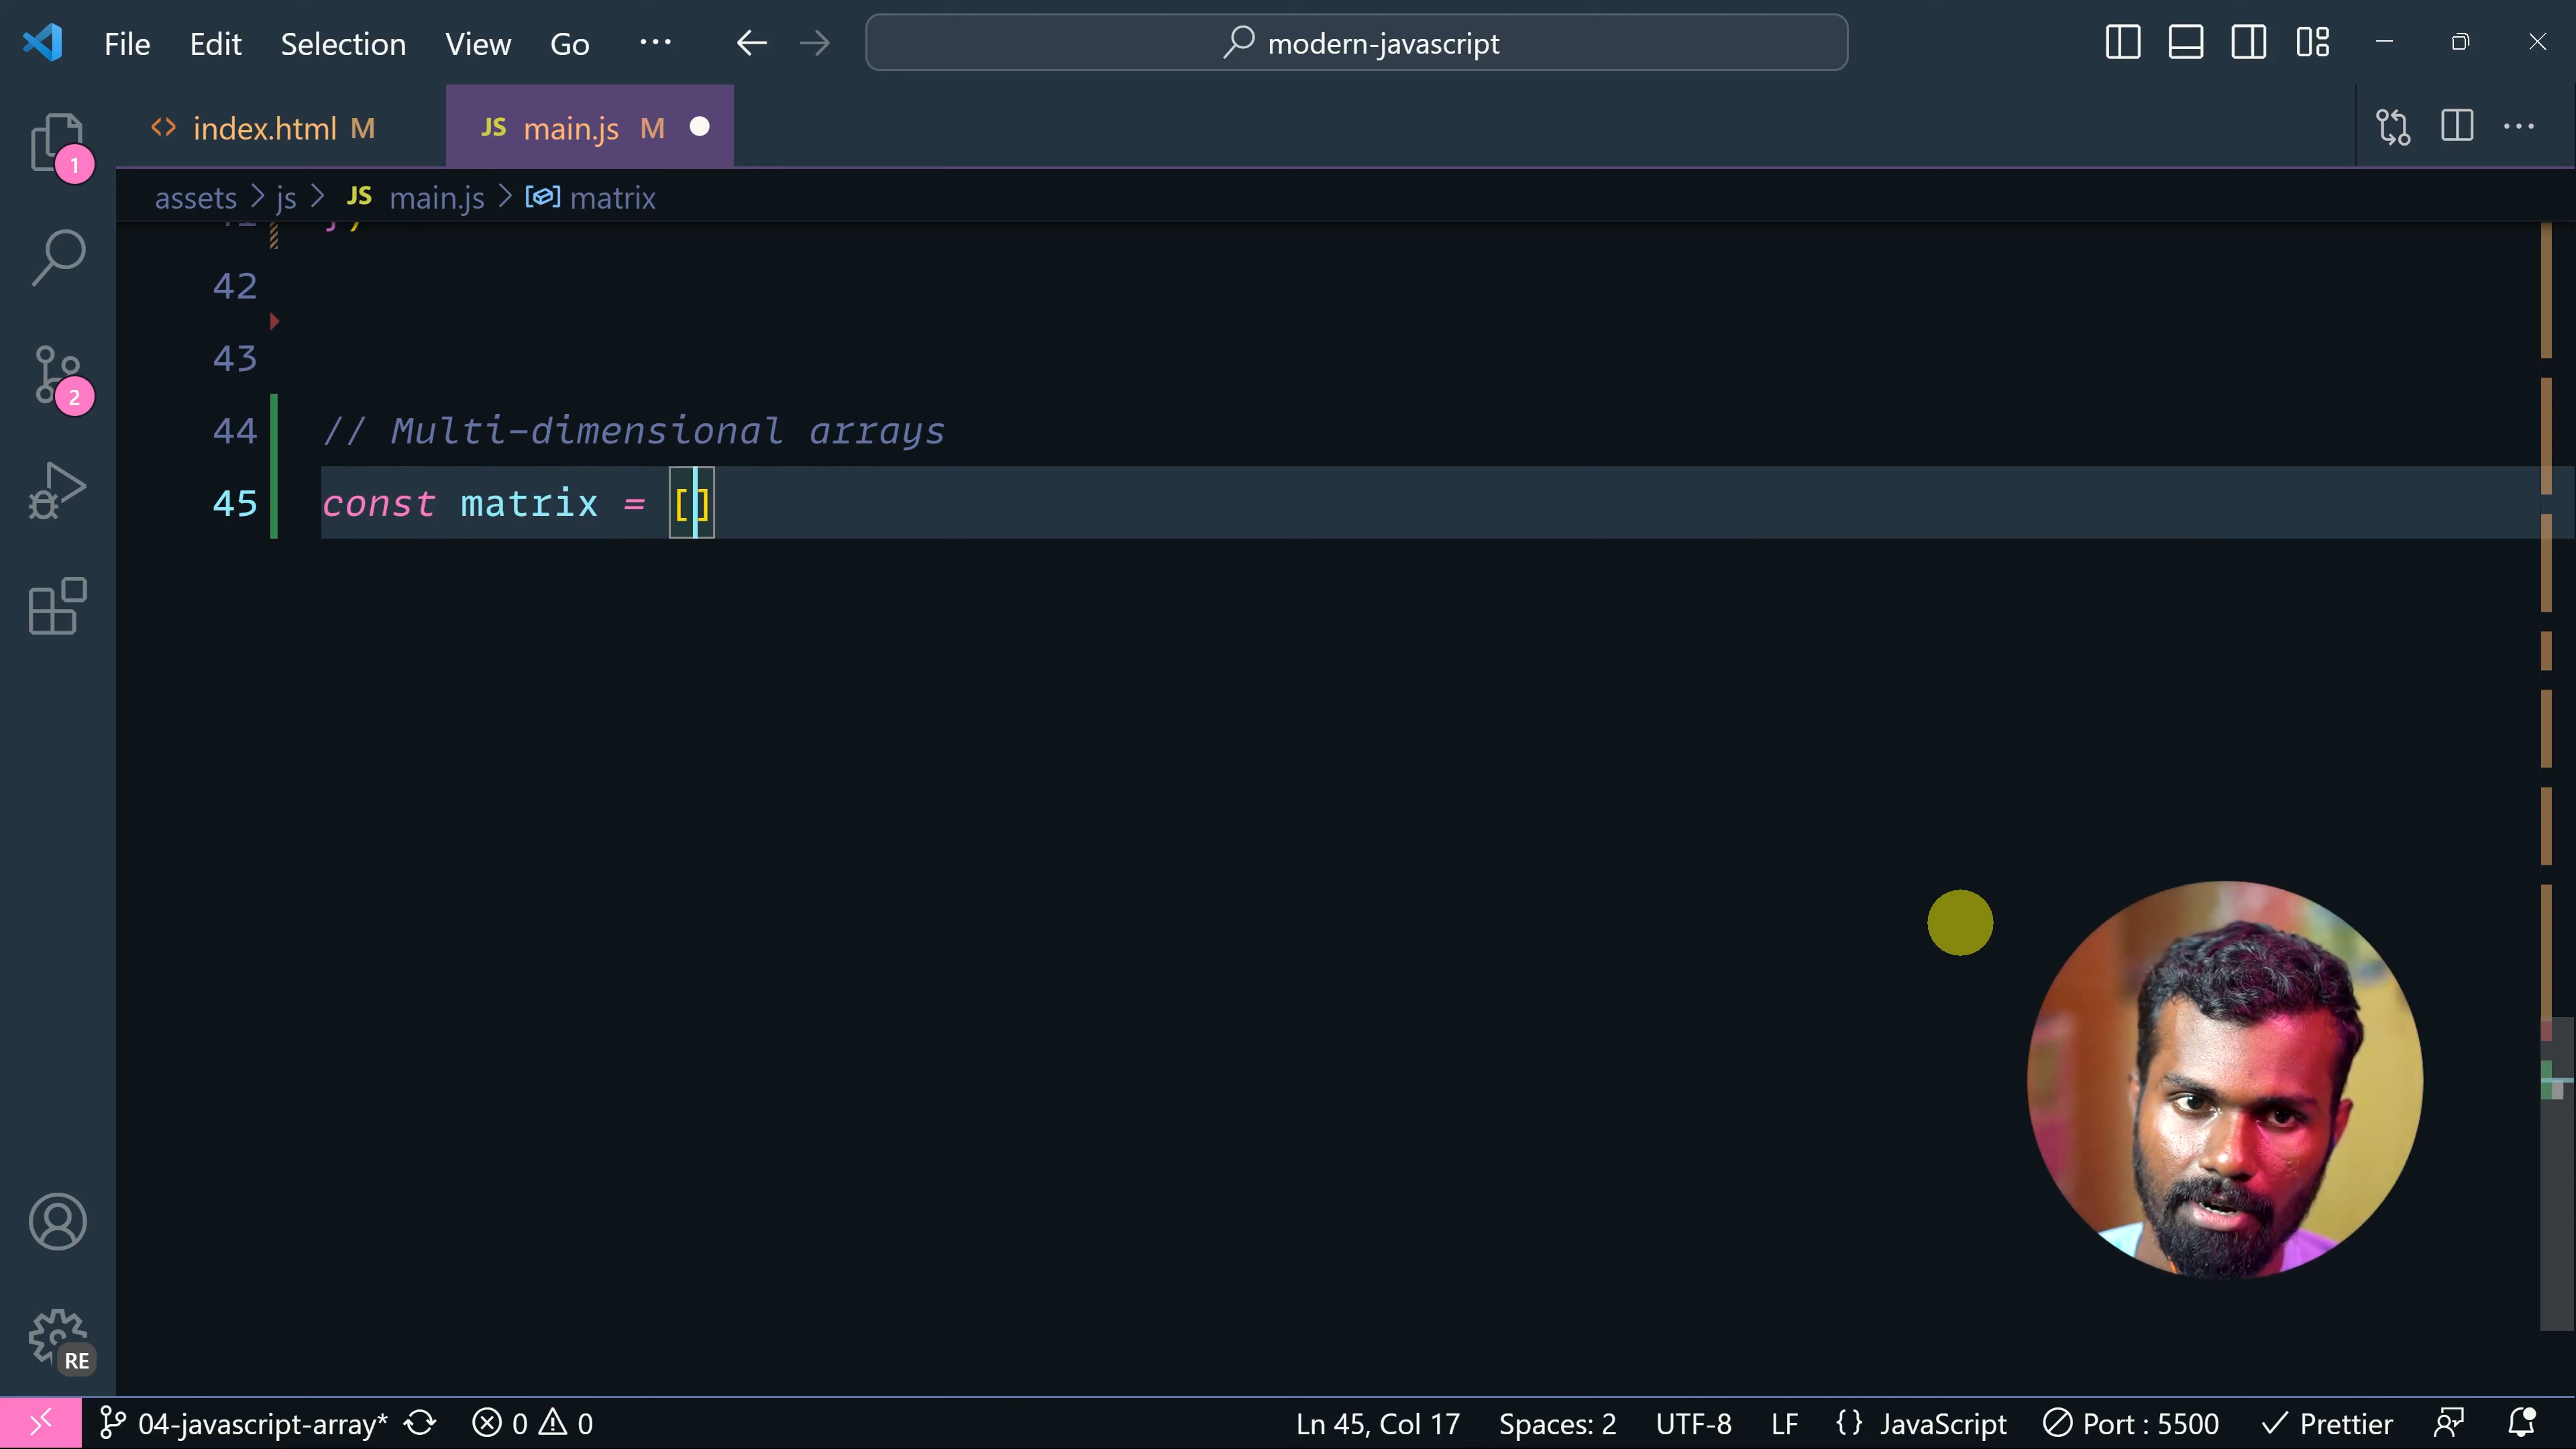 File Edit Selection View Go ··· modern-javascript
index.html M JS main.js M
assets > js > JS main.js > matrix
1
42
43
2
44 // Multi-dimensional arrays
45 const matrix = []
RE
04-javascript-array* 0 0 Ln 45, Col 17 Spaces: 2 UTF-8 LF {} JavaScript Port : 5500 Prettier